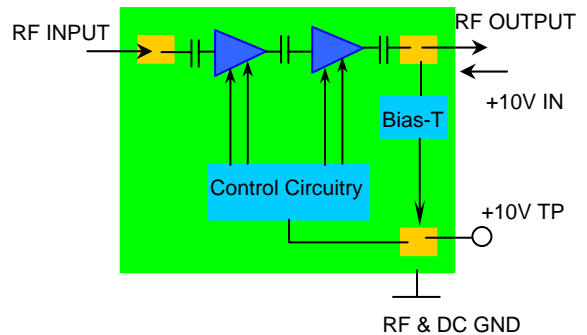 RF INPUT
RF OUTPUT
+10V IN
Bias-T
Control Circuitry
+10V TP
RF & DC GND